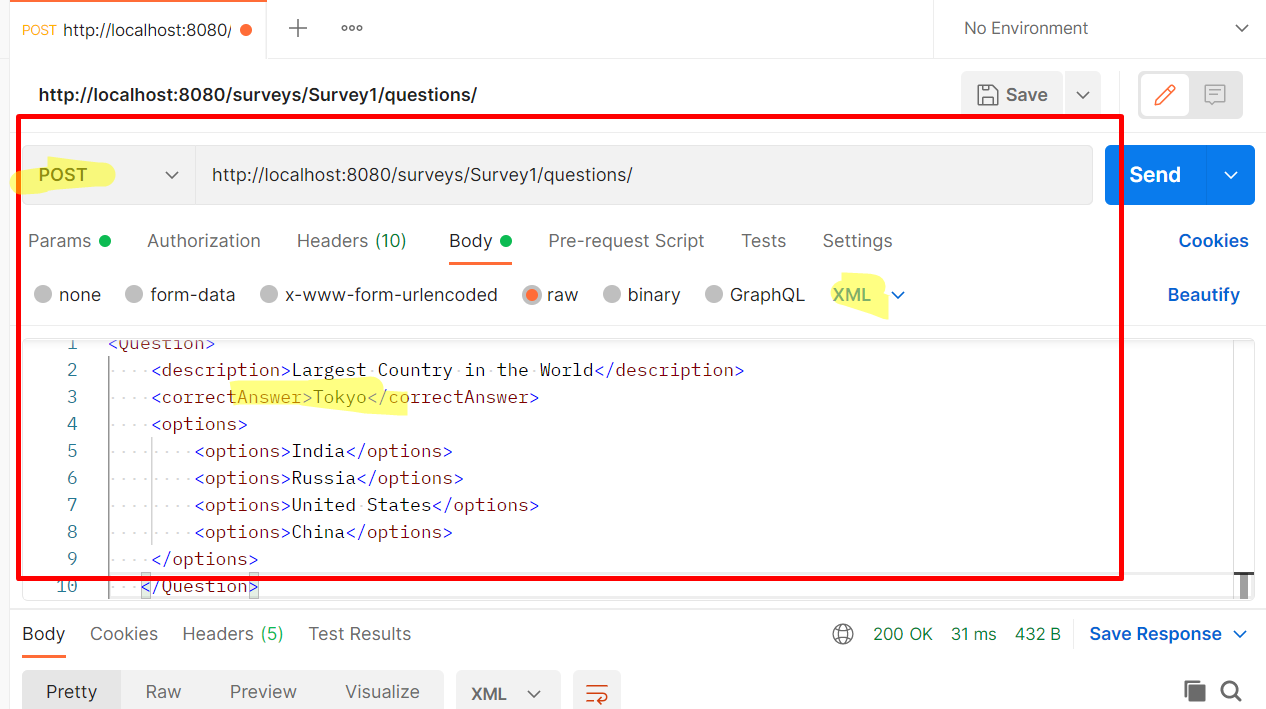 POST http://localhost:8080/ No Environment
http://localhost:8080/surveys/Survey1/questions/ Save
POST http://localhost:8080/surveys/Survey1/questions/ Send
Params Authorization Headers (10) Body Pre-request Script Tests Settings Cookies
none form-data x-www-form-urlencoded raw binary GraphQL XML Beautify
1 <Question>
2 <description>Largest Country in the World</description>
3 <correctAnswer>Tokyo</correctAnswer>
4 <options>
5 <options>India</options>
6 <options>Russia</options>
7 <options>United States</options>
8 <options>China</options>
9 </options>
10 </Question>
Body Cookies Headers (5) Test Results 200 OK 31 ms 432 B Save Response
Pretty Raw Preview Visualize XML